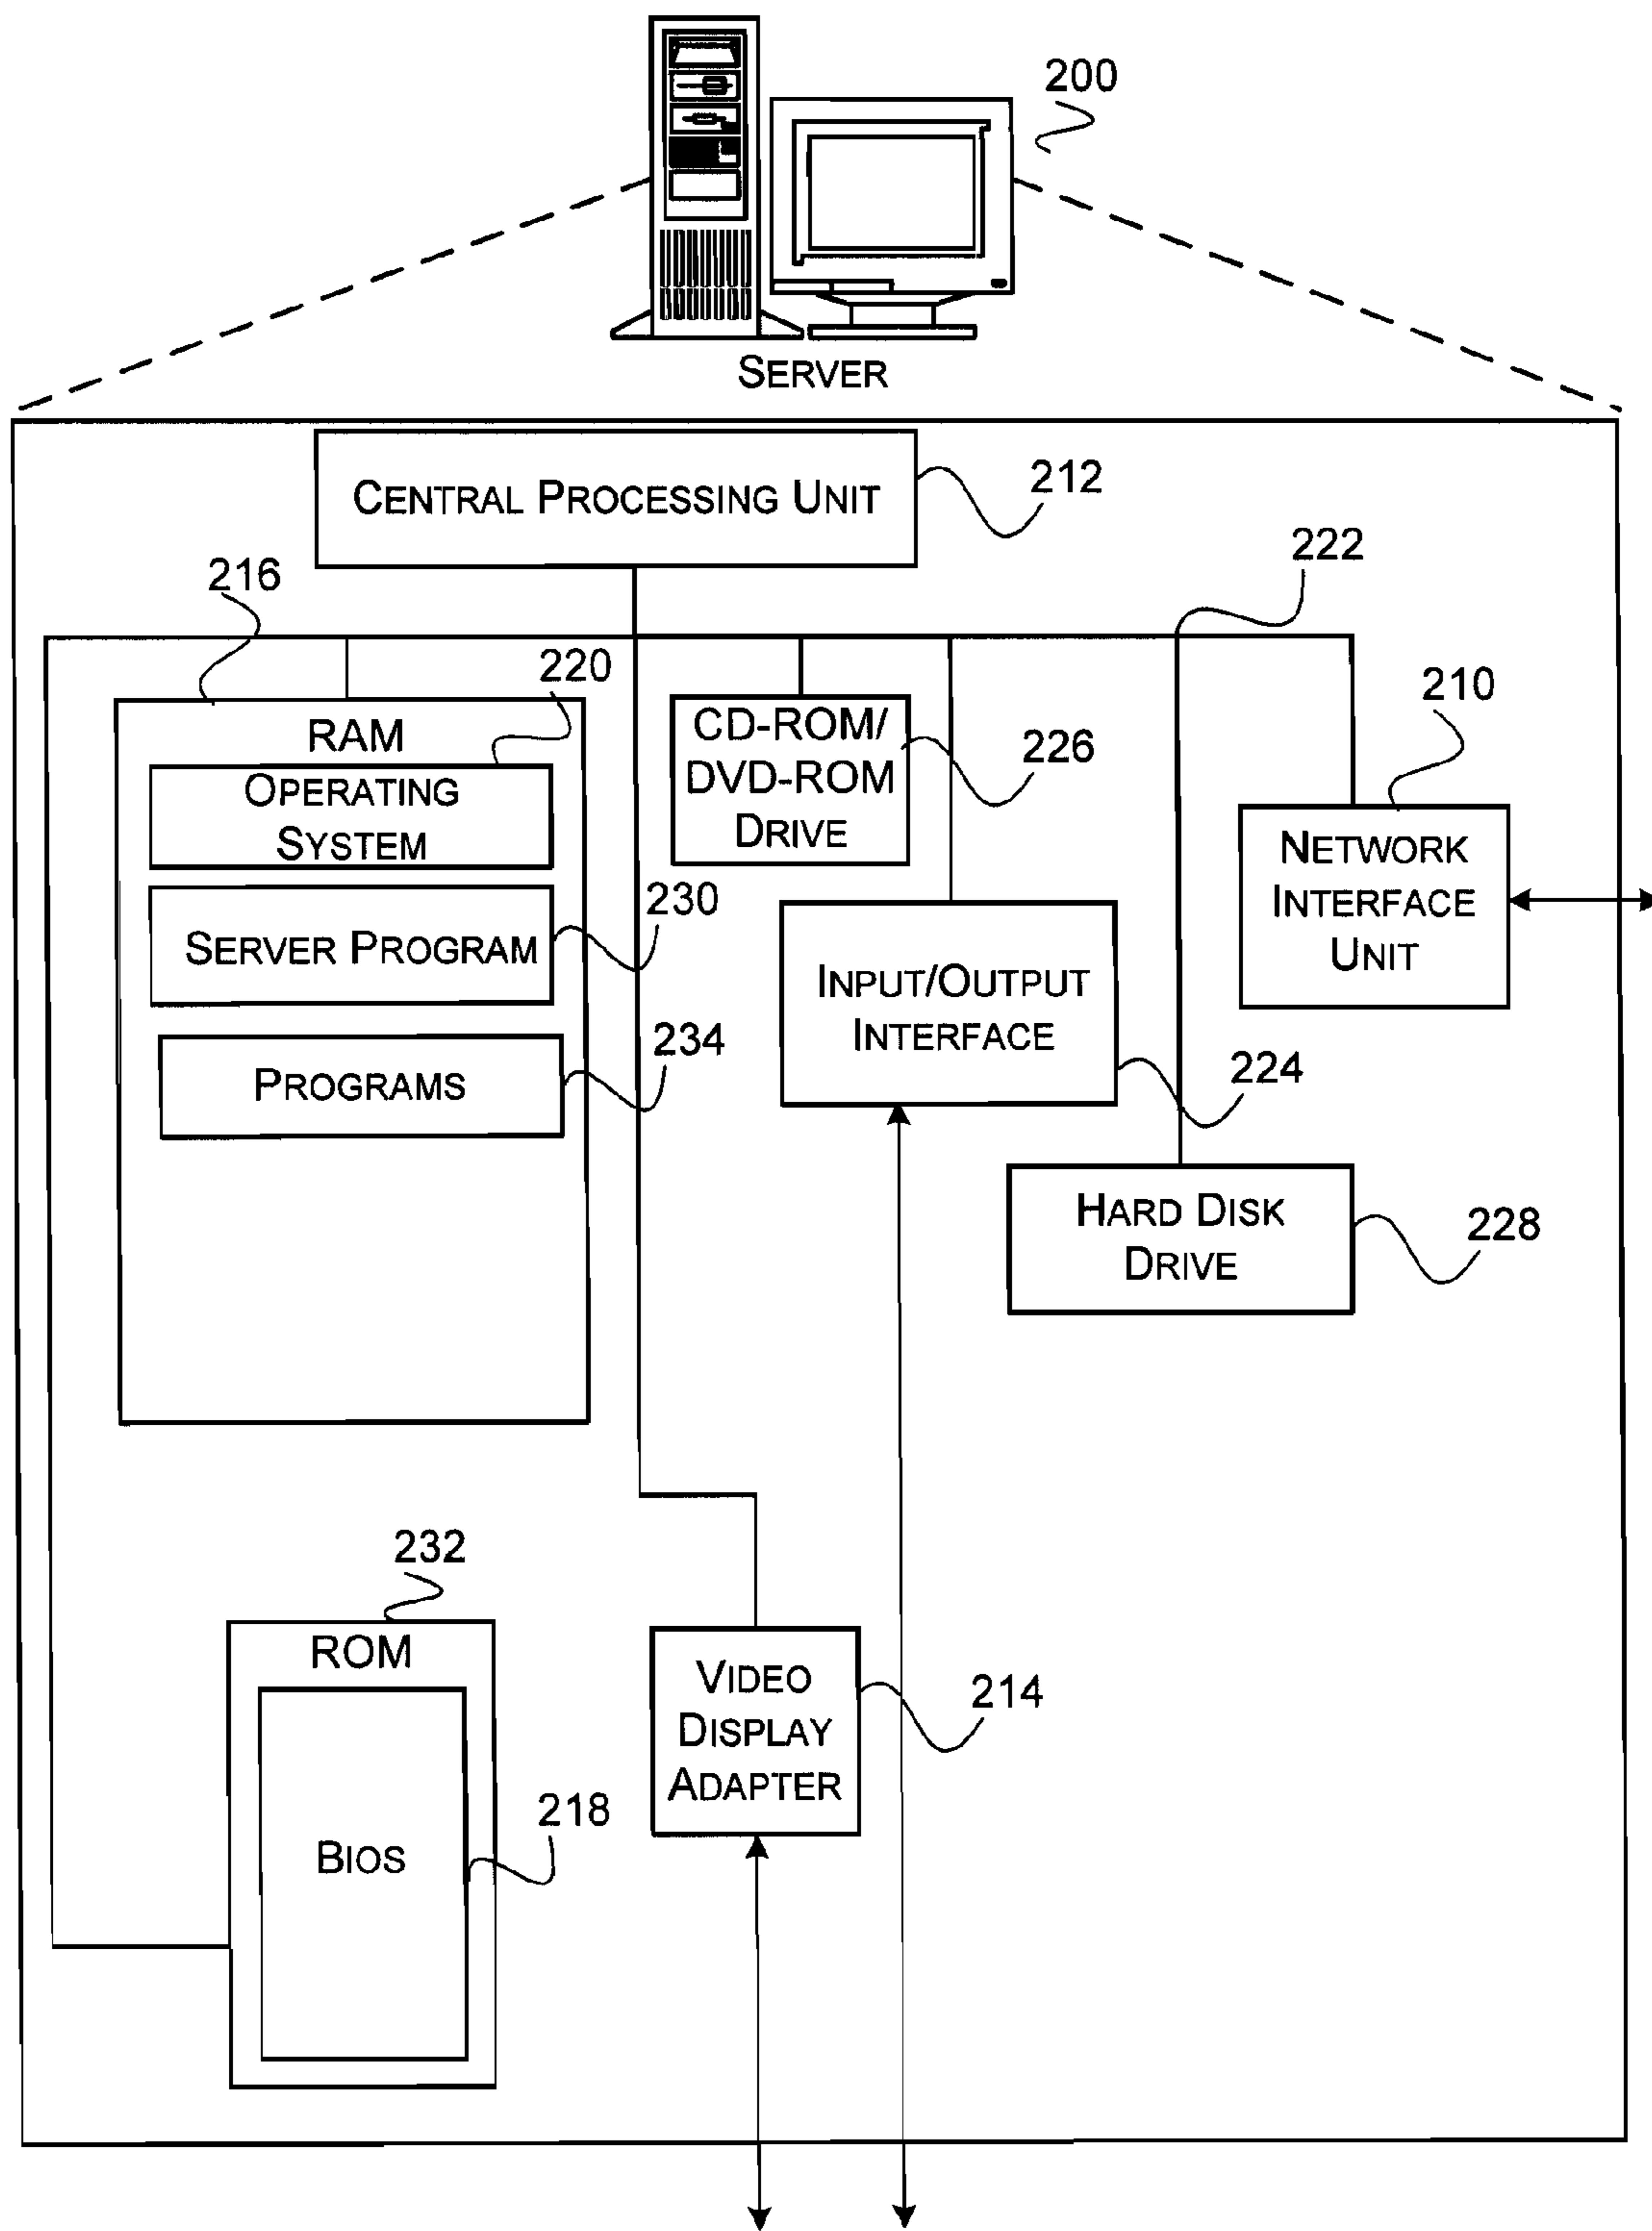 200
SERVER
CENTRAL PROCESSING UNIT
212
222
216
220
210
RAM
OPERATING
SYSTEM
CD-ROM/
DVD-ROM
DRIVE
226
NETWORK
INTERFACE
UNIT
230
SERVER PROGRAM
INPUT/OUTPUT
INTERFACE
234
PROGRAMS
224
HARD DISK
DRIVE
228
232
ROM
VIDEO
DISPLAY
ADAPTER
214
218
BIOS